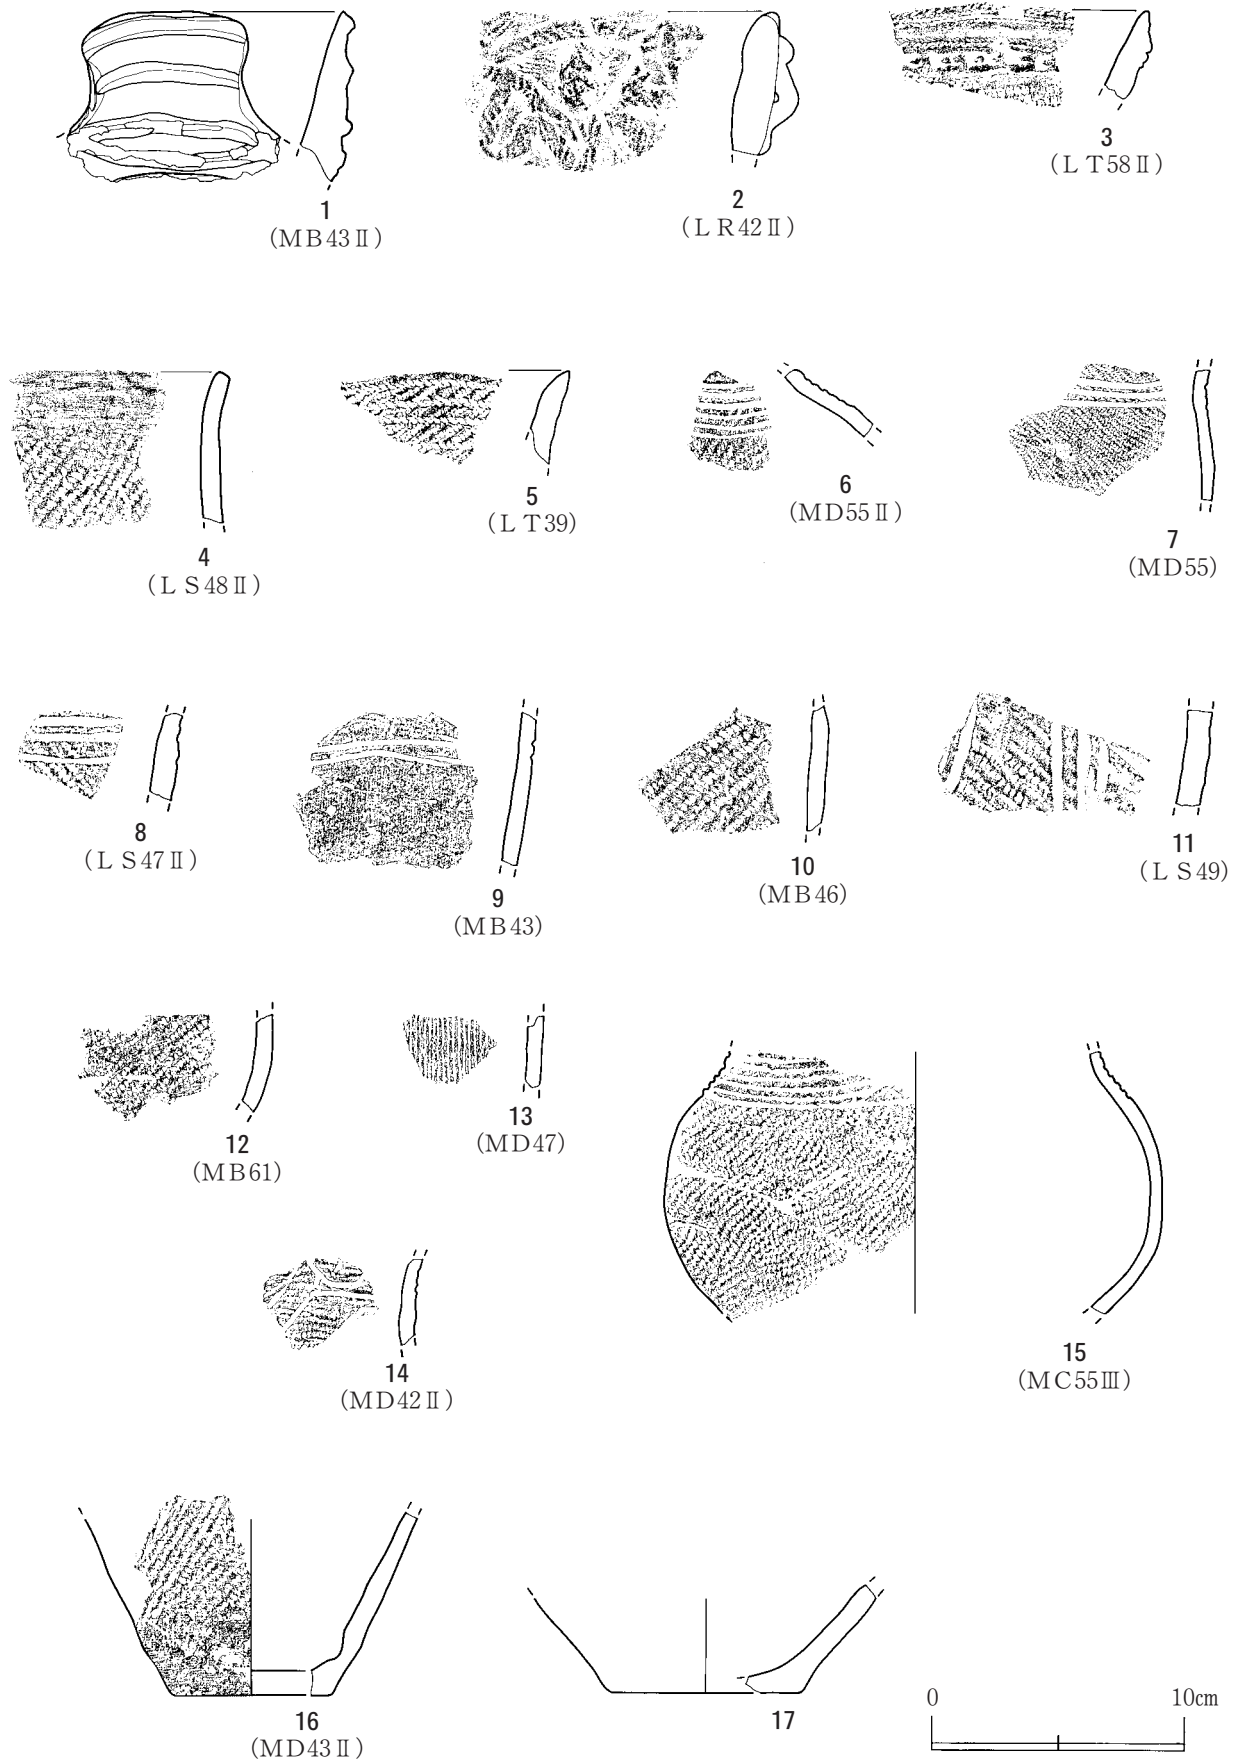 1
(MB43Ⅱ)
2
(LR42Ⅱ)
3
(LT58Ⅱ)
4
(LS48Ⅱ)
5
(LT39)
6
(MD55Ⅱ)
7
(MD55)
8
(LS47Ⅱ)
9
(MB43)
10
(MB46)
11
(LS49)
12
(MB61)
13
(MD47)
14
(MD42Ⅱ)
15
(MC55Ⅲ)
16
(MD43Ⅱ)
17
0 10cm